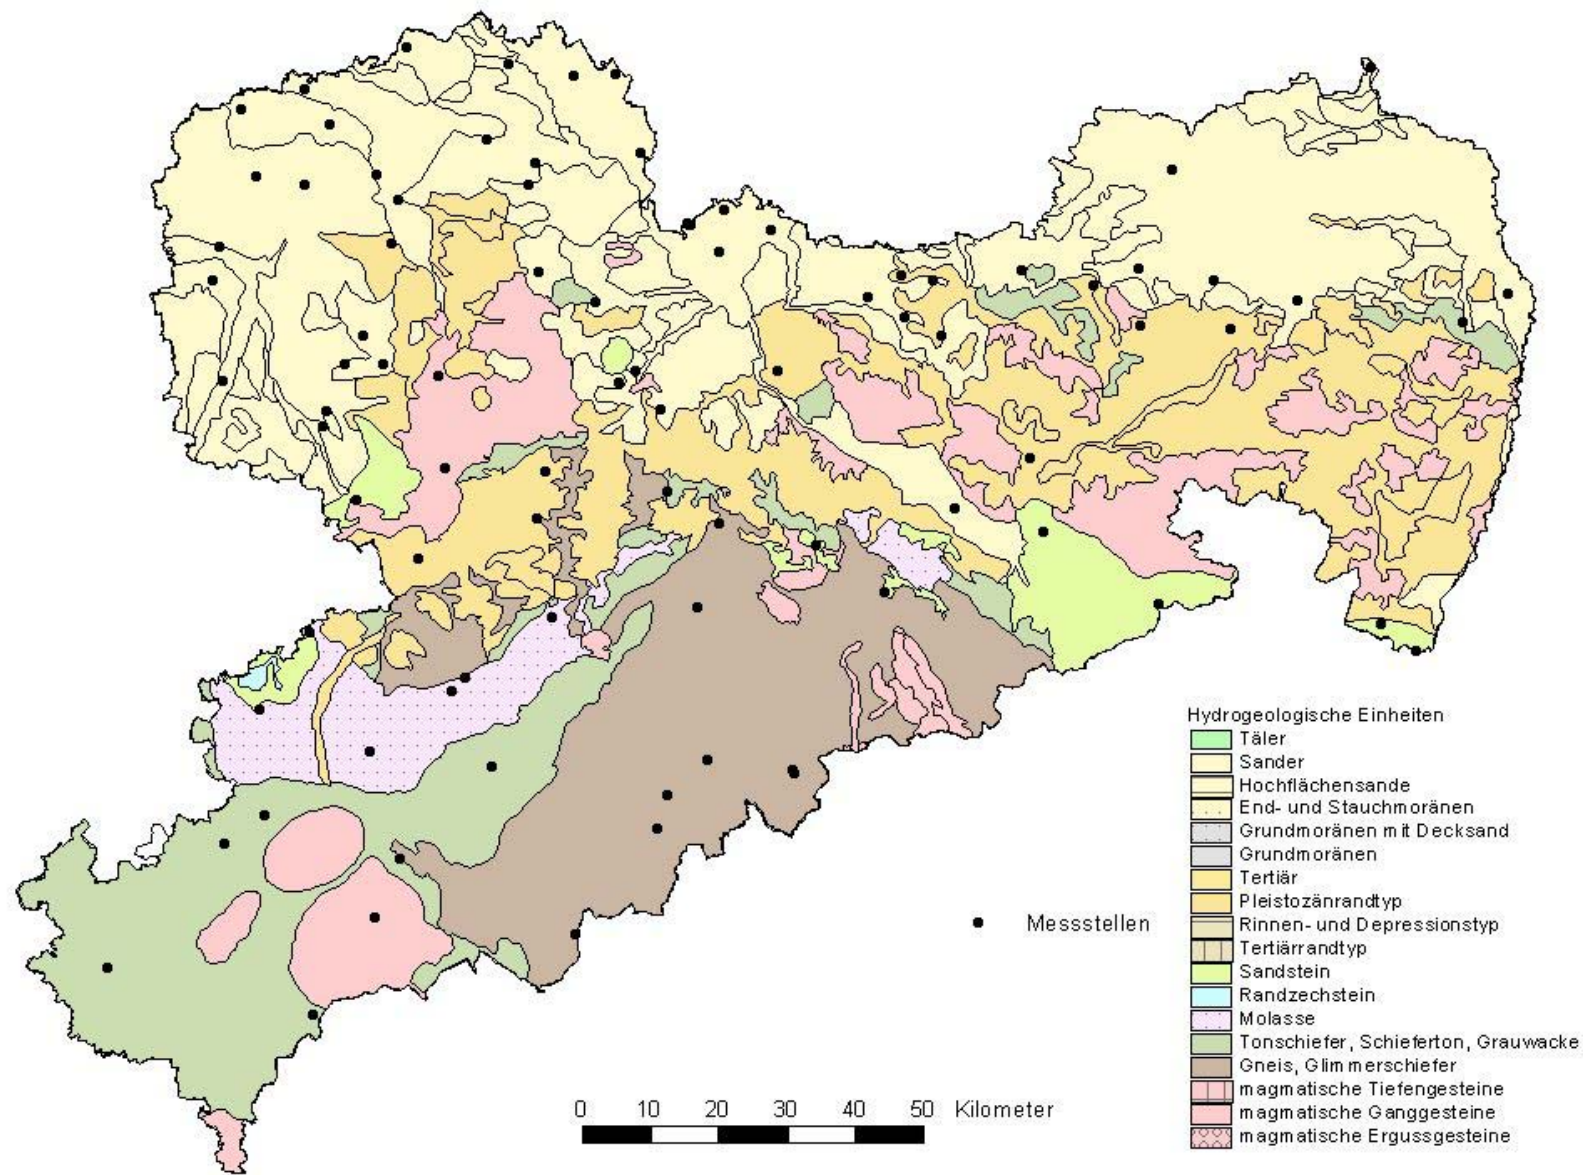 Hydrogeologische Einheiten
Täler
Sander
Hochflächensande
End- und Stauchmoränen
Grundmoränen mit Decksand
Grundmoränen
Tertiär
Pleistozänrandtyp
Rinnen- und Depressionstyp
Tertiärrandtyp
Sandstein
Randzechstein
Molasse
Tonschiefer, Schieferton, Grauwacke
Gneis, Glimmerschiefer
magmatische Tiefengesteine
magmatische Ganggesteine
magmatische Ergussgesteine
Messstellen
0 10 20 30 40 50 Kilometer